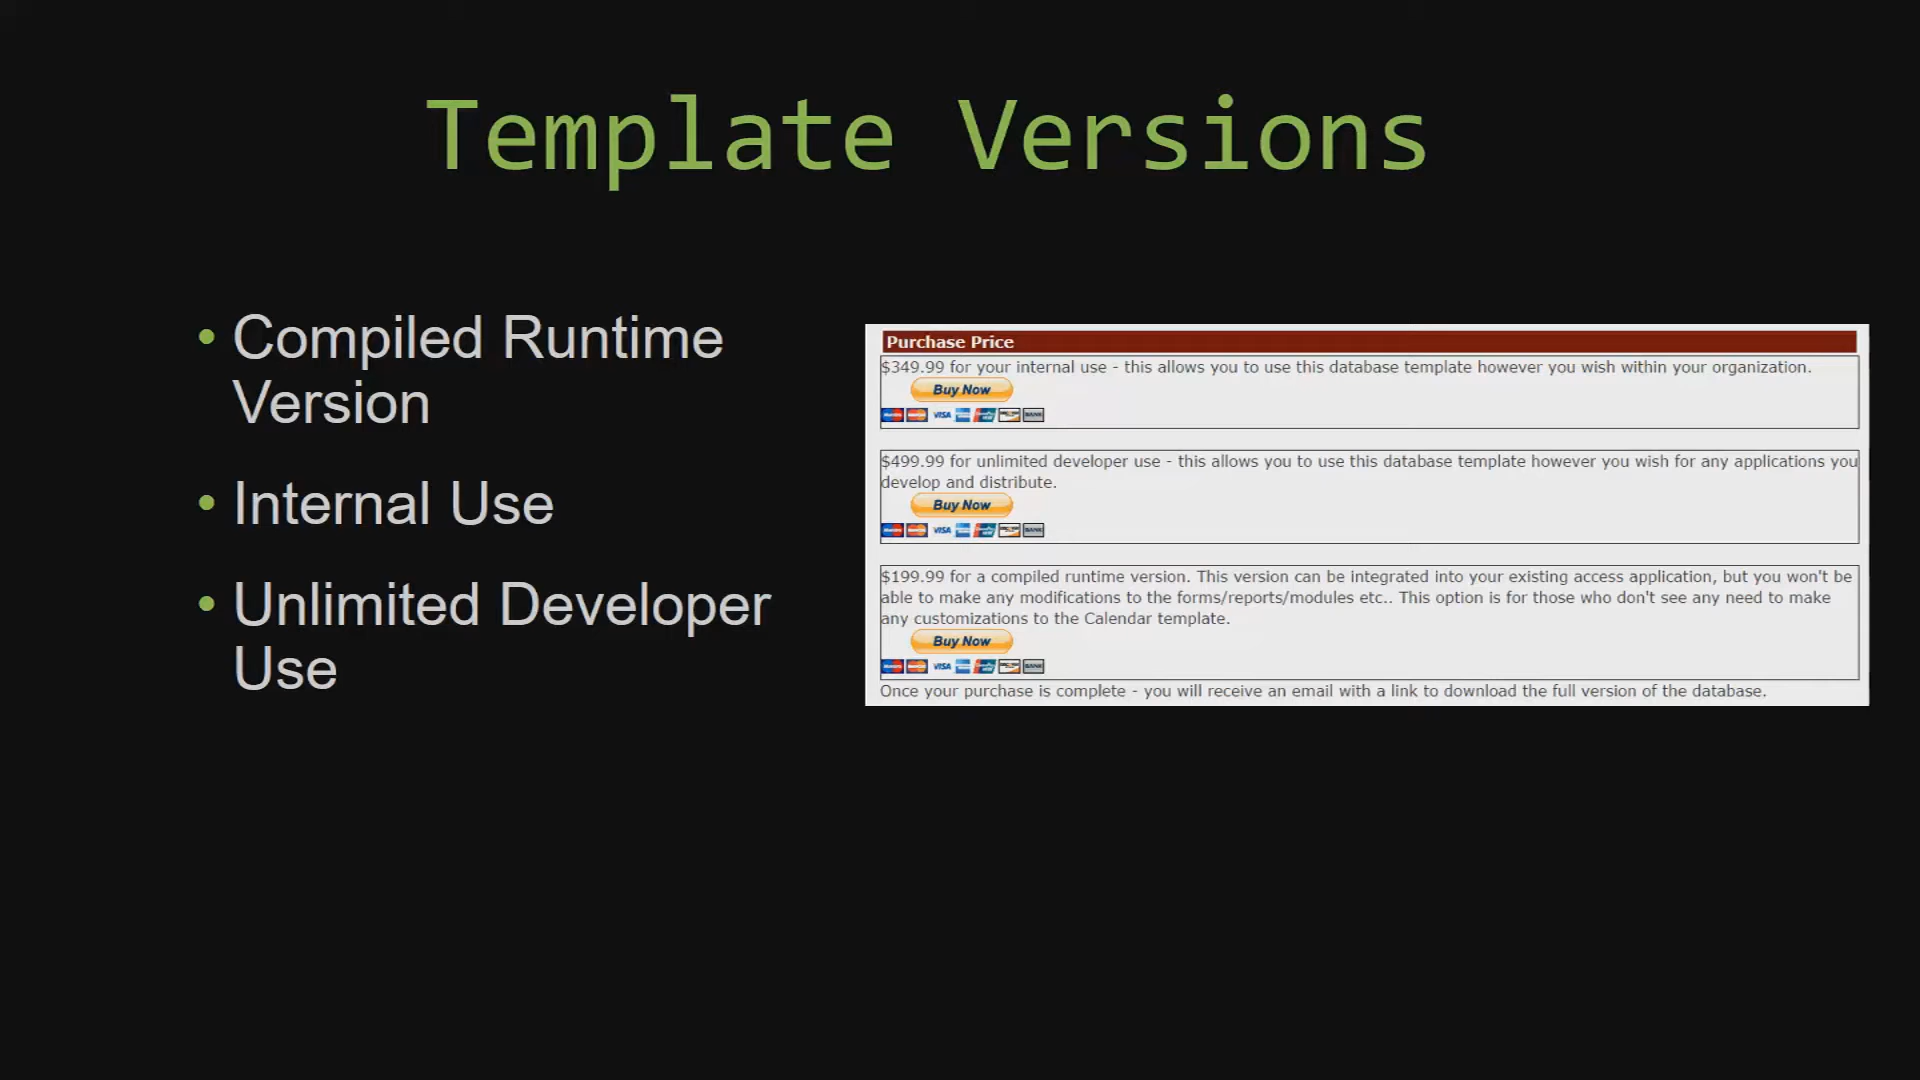 Template Versions
• Compiled Runtime
Version
• Internal Use
• Unlimited Developer
Use
Purchase Price
$349.99 for your internal use - this allows you to use this database template however you wish within your organization.
Buy Now
VISA
BANK
$499.99 for unlimited developer use - this allows you to use this database template however you wish for any applications you
develop and distribute.
Buy Now
VISA
BANK
$199.99 for a compiled runtime version. This version can be integrated into your existing access application, but you won't be
able to make any modifications to the forms/reports/modules etc.. This option is for those who don't see any need to make
any customizations to the Calendar template.
Buy Now
VISA
BANK
Once your purchase is complete - you will receive an email with a link to download the full version of the database.